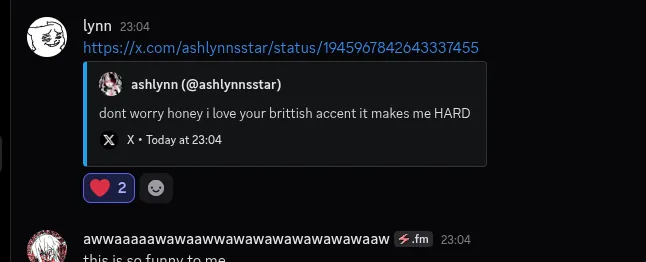 lynn 23:04
https://x.com/ashlynnsstar/status/1945967842643337455
ashlynn (@ashlynnsstar)
dont worry honey i love your brittish accent it makes me HARD
X • Today at 23:04
2
awwaaaaawawaawwawawawawawawawaaw .fm 23:04
this is so funny to me